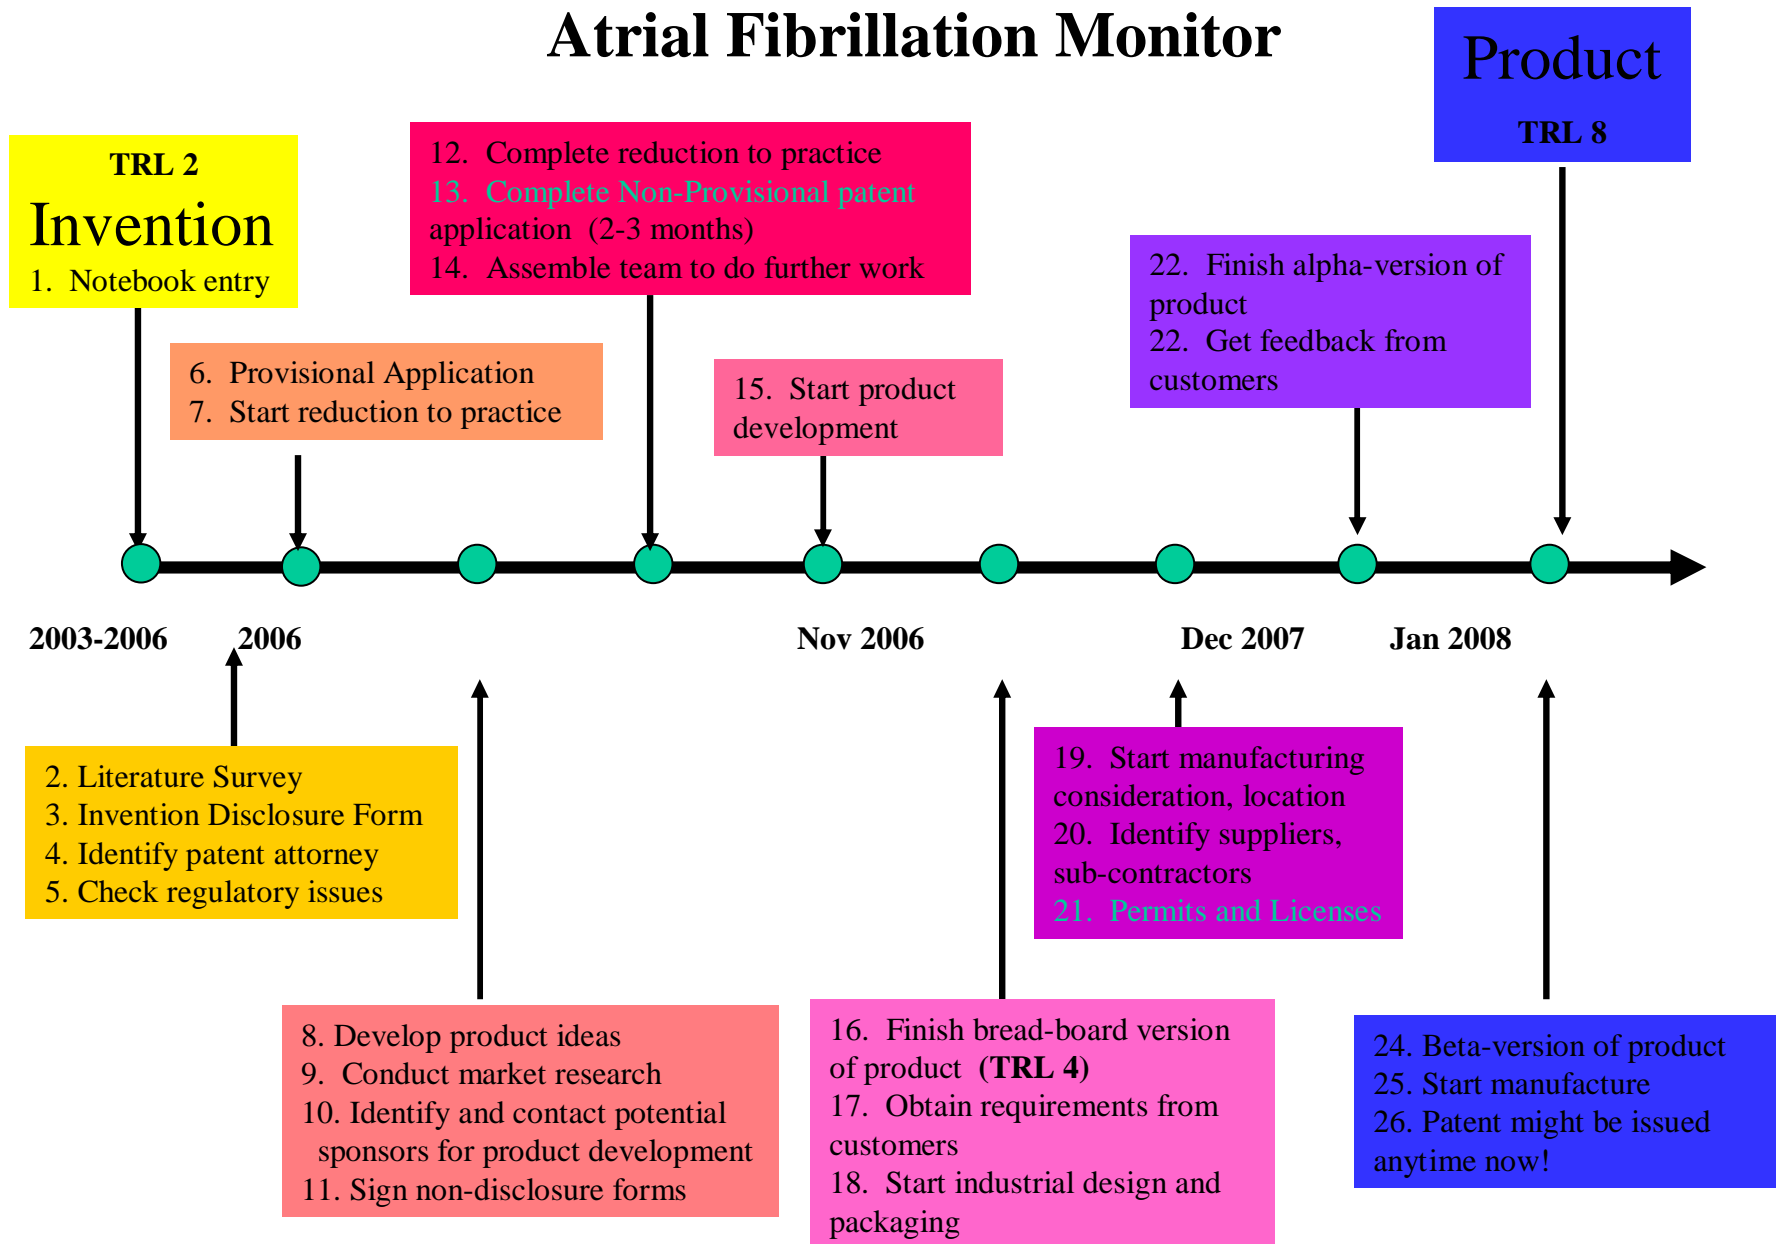 Atrial Fibrillation Monitor
Product
TRL 8
TRL 2
Invention
1. Notebook entry
12. Complete reduction to practice
13. Complete Non-Provisional patent
application (2-3 months)
14. Assemble team to do further work
22. Finish alpha-version of
product
22. Get feedback from
customers
6. Provisional Application
7. Start reduction to practice
15. Start product
development
2003-2006
2006
Nov 2006
Dec 2007
Jan 2008
2. Literature Survey
3. Invention Disclosure Form
4. Identify patent attorney
5. Check regulatory issues
19. Start manufacturing
consideration, location
20. Identify suppliers,
sub-contractors
21. Permits and Licenses
8. Develop product ideas
9. Conduct market research
10. Identify and contact potential
sponsors for product development
11. Sign non-disclosure forms
16. Finish bread-board version
of product (TRL 4)
17. Obtain requirements from
customers
18. Start industrial design and
packaging
24. Beta-version of product
25. Start manufacture
26. Patent might be issued
anytime now!